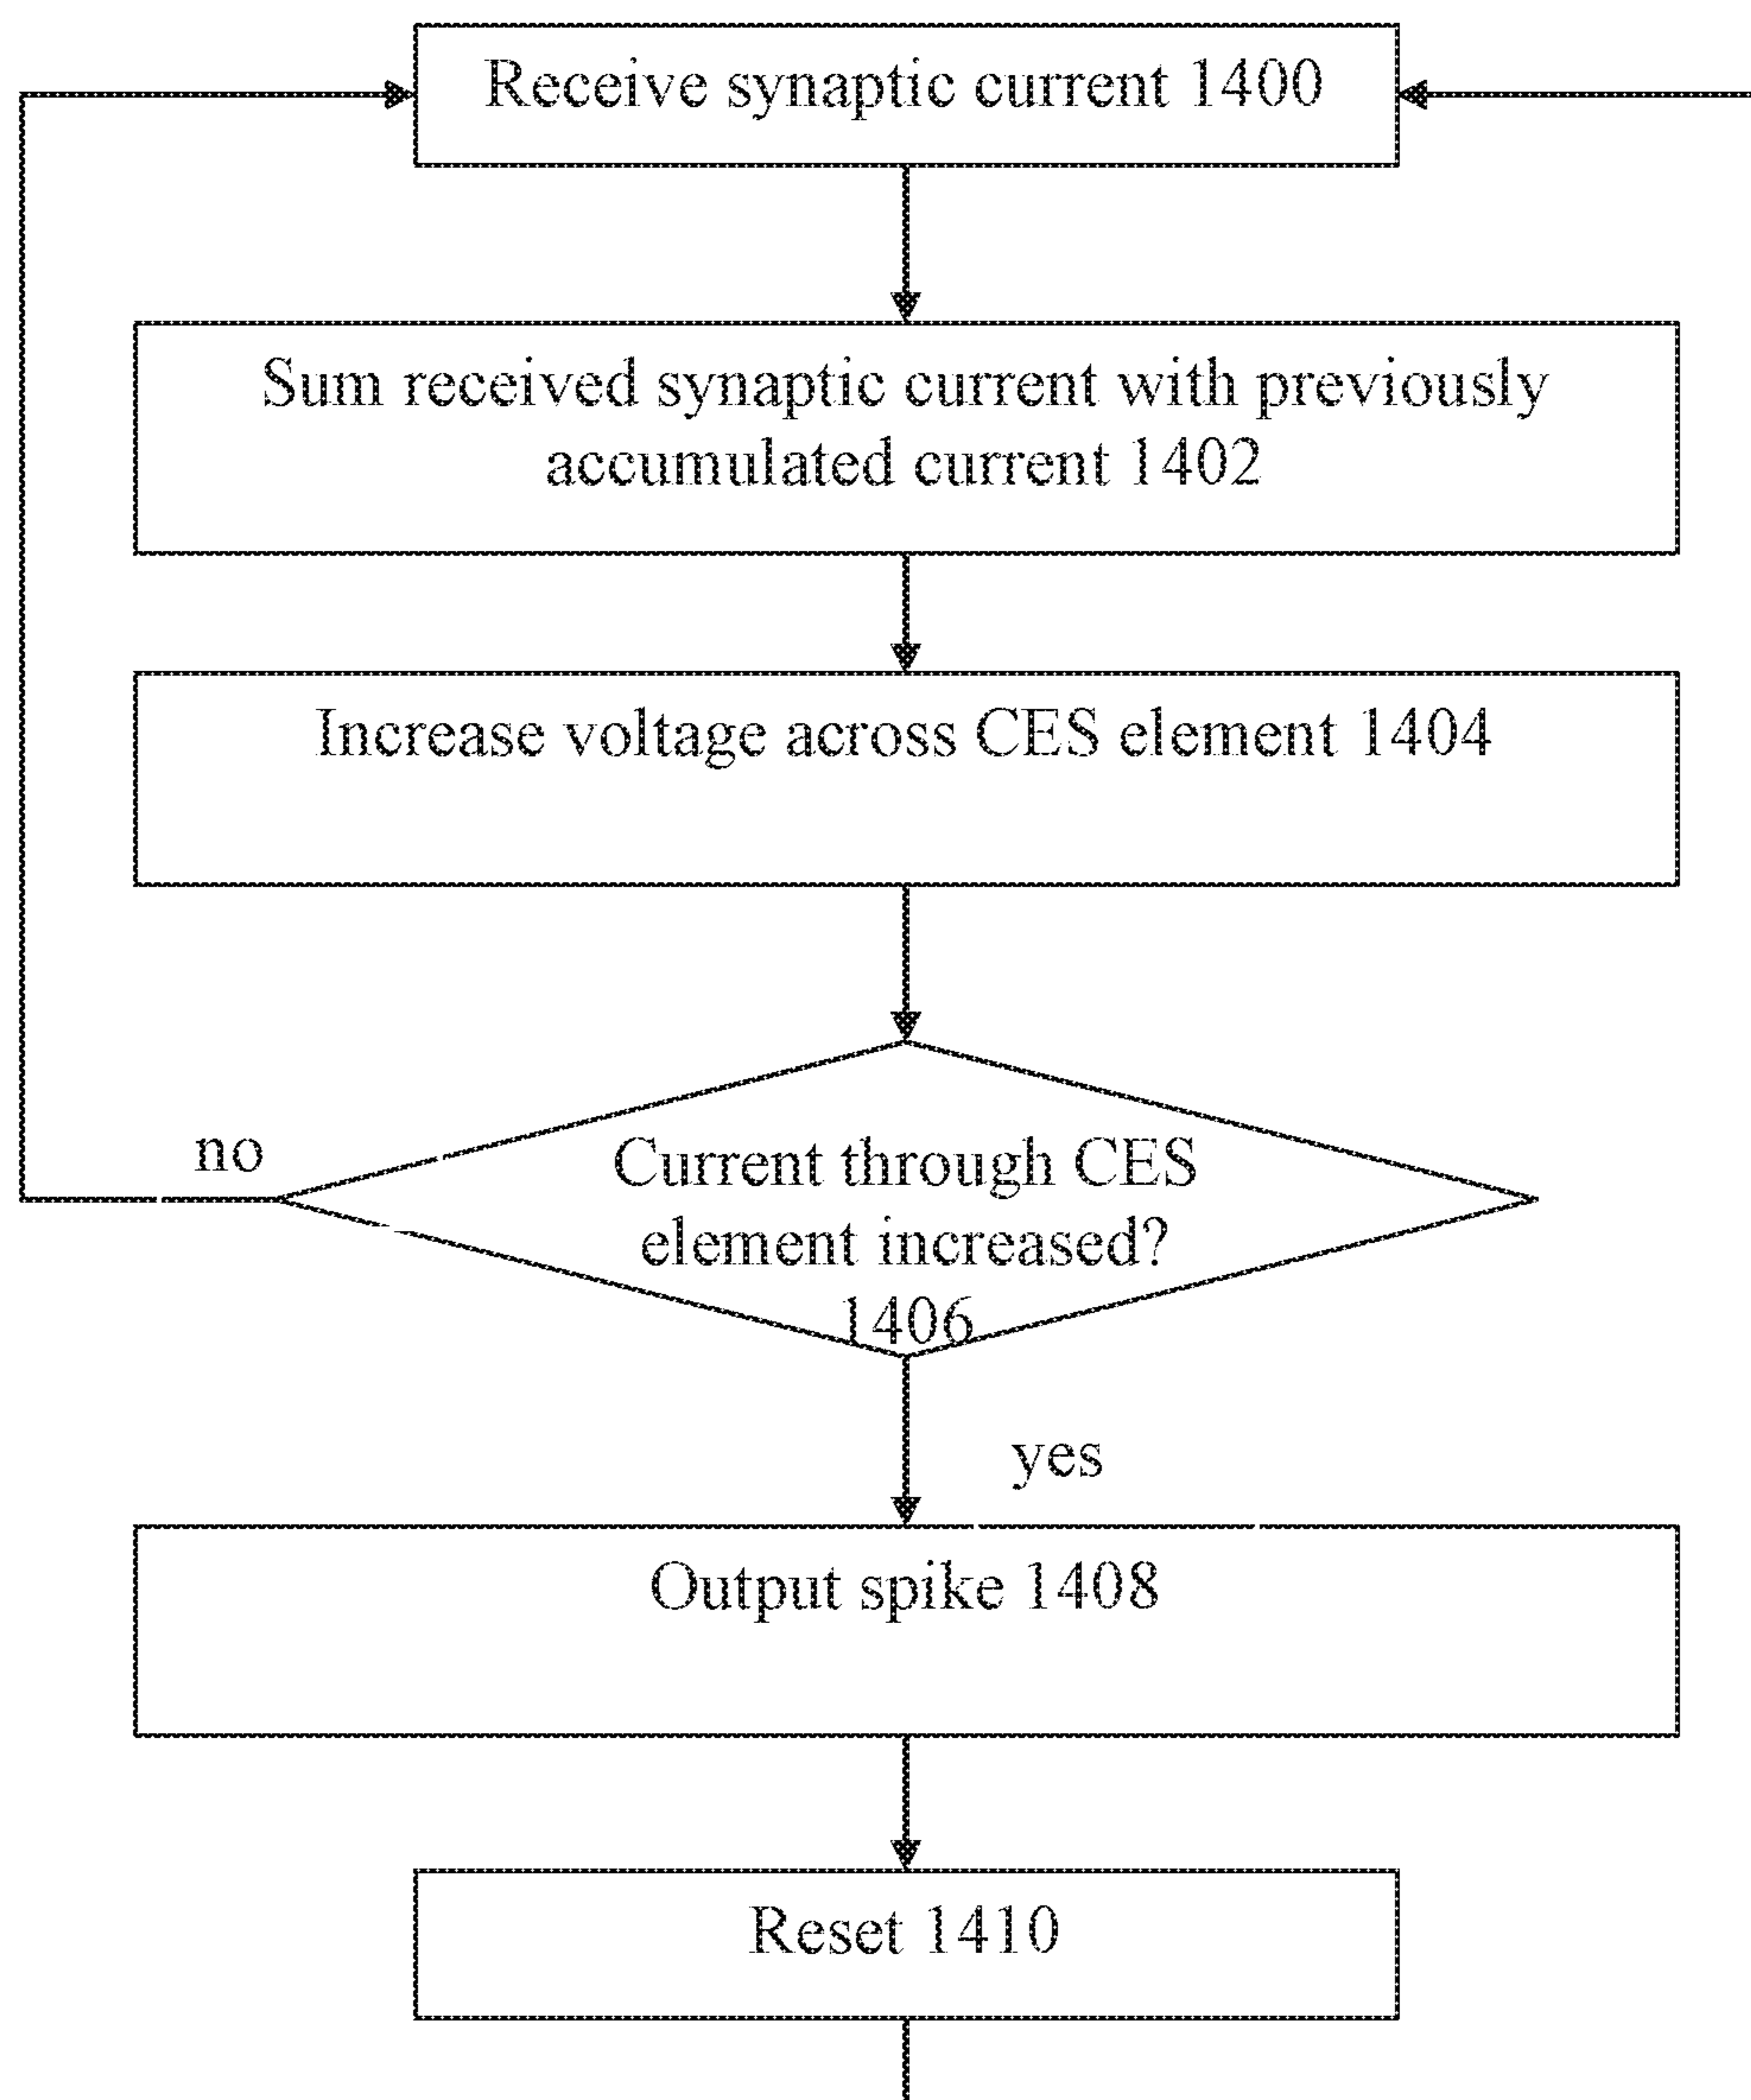 Receive synaptic current 1400
Sum received synaptic current with previously
accumulated current 1402
Increase voltage across CES element 1404
no
Current through CES
element increased?
1406
yes
Output spike 1408
Reset 1410